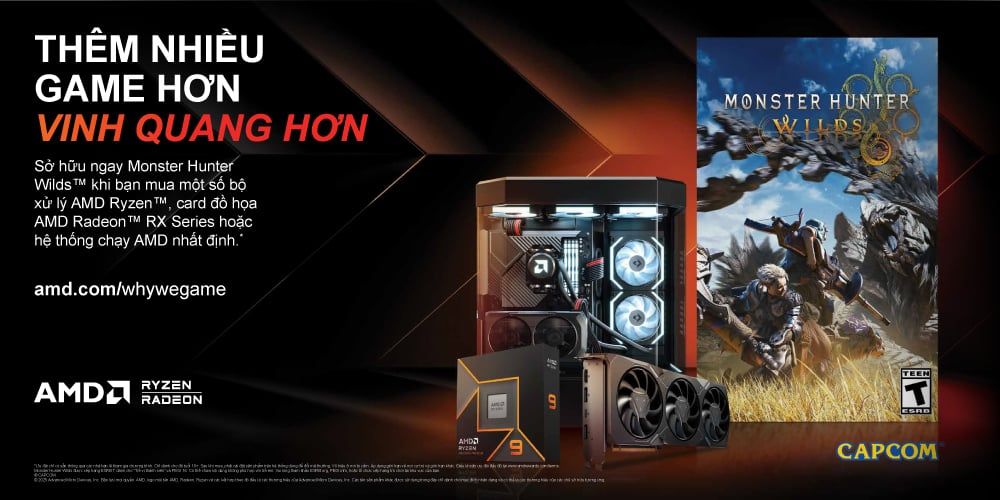 THÊM NHIỀU
GAME HƠN
VINH QUANG HƠN
Sở hữu ngay Monster Hunter
Wilds™ khi bạn mua một số bộ
xử lý AMD Ryzen™, card đồ họa
AMD Radeon™ RX Series hoặc
hệ thống chạy AMD nhất định.*
amd.com/whywegame
AMD
RYZEN
RADEON
MONSTER HUNTER
WILDS
AMD
RYZEN
9
9
TEEN
T
ESRB
CAPCOM